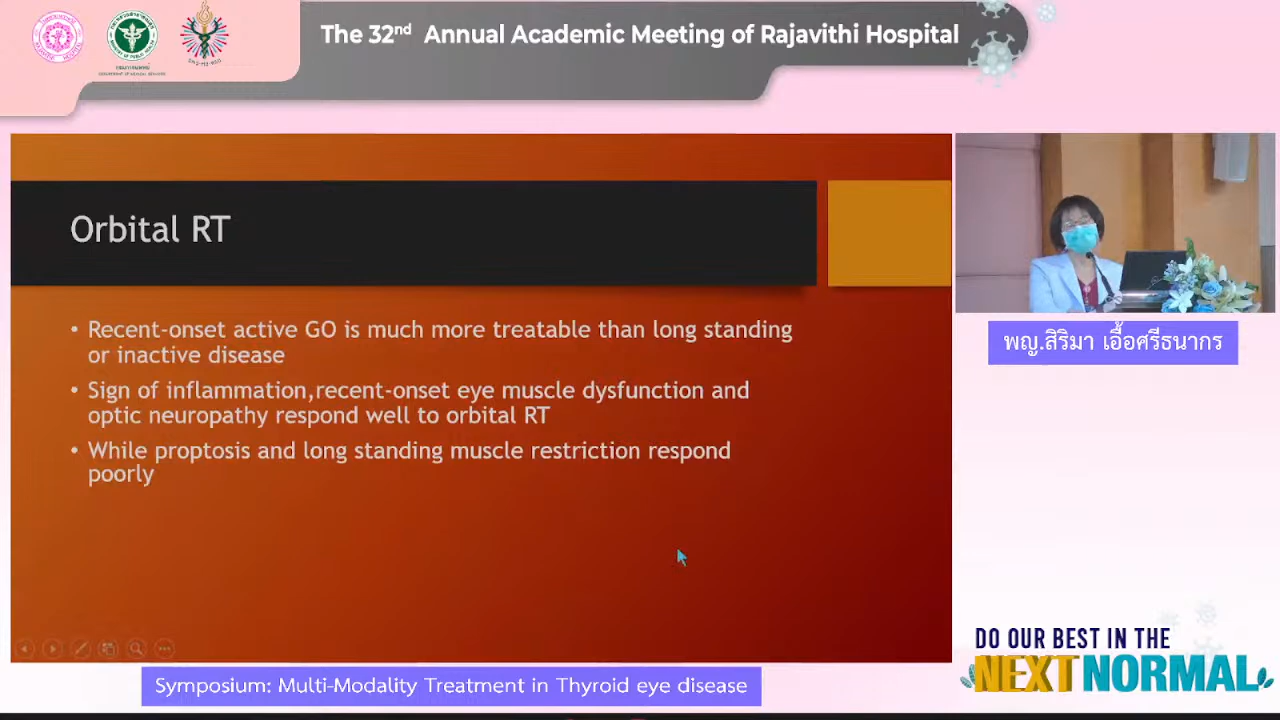 The 32nd Annual Academic Meeting of Rajavithi Hospital
Orbital RT
• Recent-onset active GO is much more treatable than long standing
or inactive disease
• Sign of inflammation,recent-onset eye muscle dysfunction and
optic neuropathy respond well to orbital RT
• While proptosis and long standing muscle restriction respond
poorly
พญ.สิริมา เอื้อศรีธนากร
DO OUR BEST IN THE
NEXT NORMAL
Symposium: Multi-Modality Treatment in Thyroid eye disease